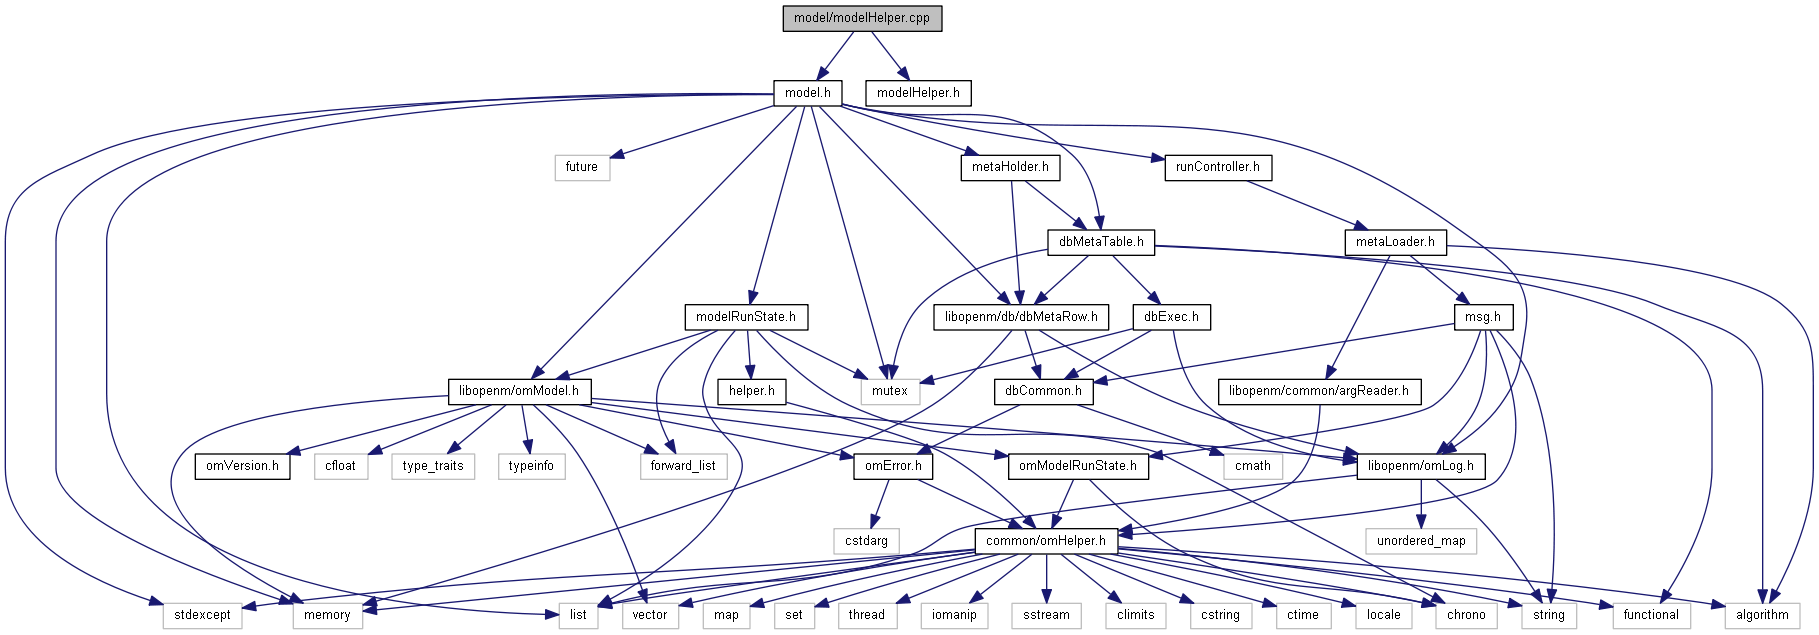 model/modelHelper.cpp
model.h
modelHelper.h
future
metaHolder.h
runController.h
dbMetaTable.h
metaLoader.h
modelRunState.h
libopenm/db/dbMetaRow.h
dbExec.h
msg.h
libopenm/omModel.h
helper.h
mutex
dbCommon.h
libopenm/common/argReader.h
omVersion.h
cfloat
type_traits
typeinfo
forward_list
omError.h
omModelRunState.h
cmath
libopenm/omLog.h
cstdarg
common/omHelper.h
unordered_map
stdexcept
memory
list
vector
map
set
thread
iomanip
sstream
climits
cstring
ctime
locale
chrono
string
functional
algorithm